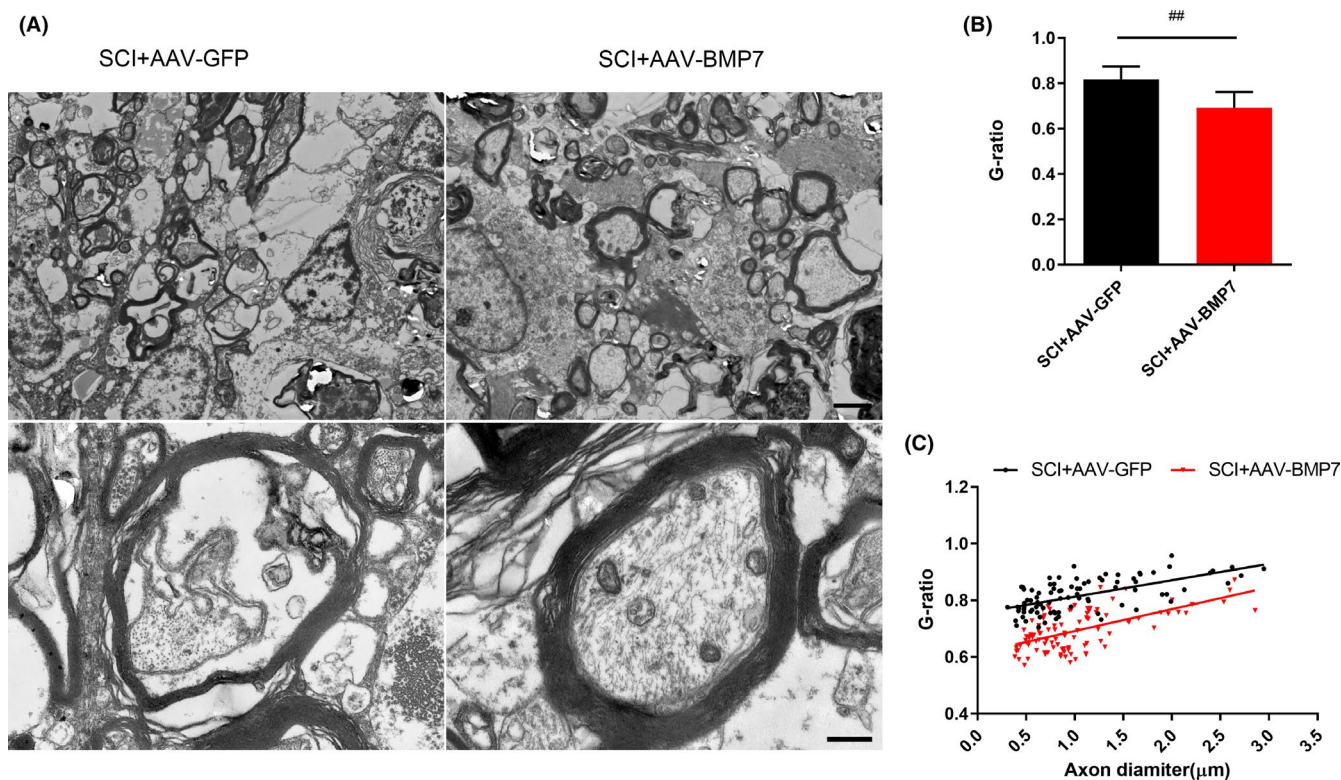 (A)
SCI+AAV-GFP SCI+AAV-BMP7
(B)
##
1.0
0.8
0.6
0.4
0.2
0.0
G-ratio
SCI+AAV-GFP
SCI+AAV-BMP7
(C)
SCI+AAV-GFP SCI+AAV-BMP7
1.2
1.0
0.8
0.6
0.4
G-ratio
0.0 0.5 1.0 1.5 2.0 2.5 3.0 3.5
Axon diamiter(μm)